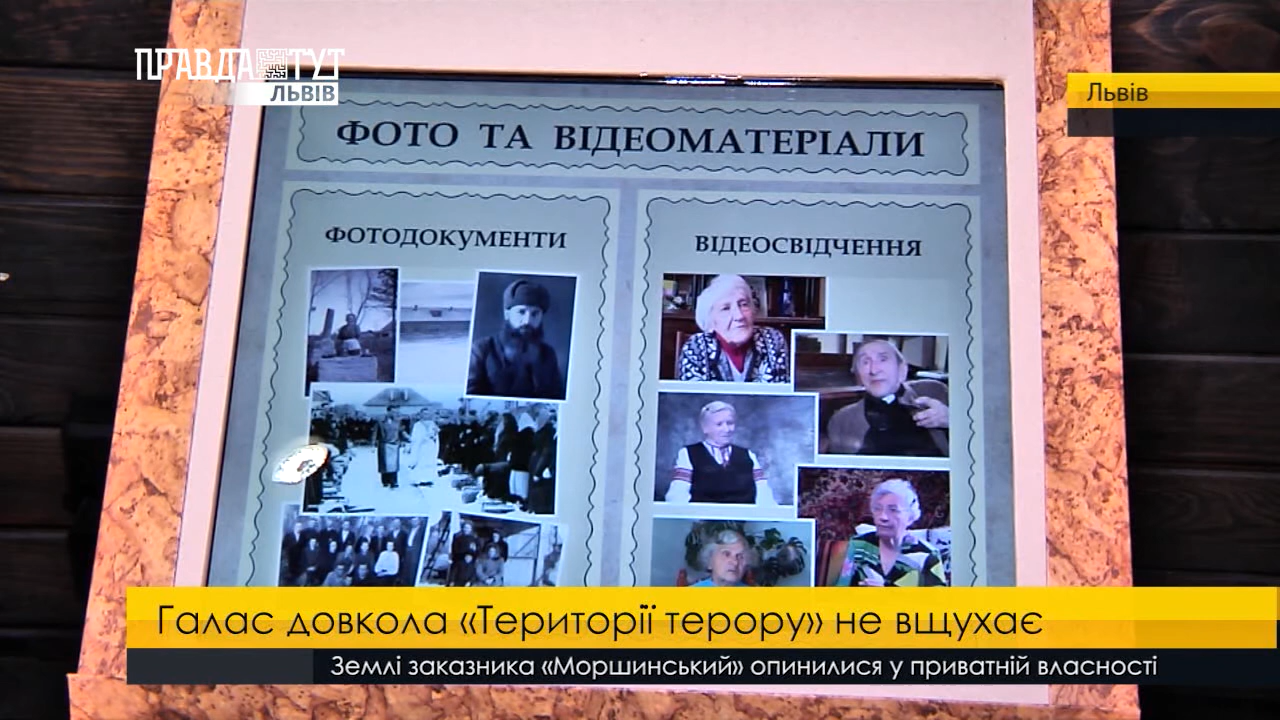 ПРАВДА ТУТ
ЛЬВІВ
Львів
ФОТО ТА ВІДЕОМАТЕРІАЛИ
ФОТОДОКУМЕНТИ
ВІДЕОСВІДЧЕННЯ
Галас довкола «Території терору» не вщухає
Землі заказника «Моршинський» опинилися у приватній власності